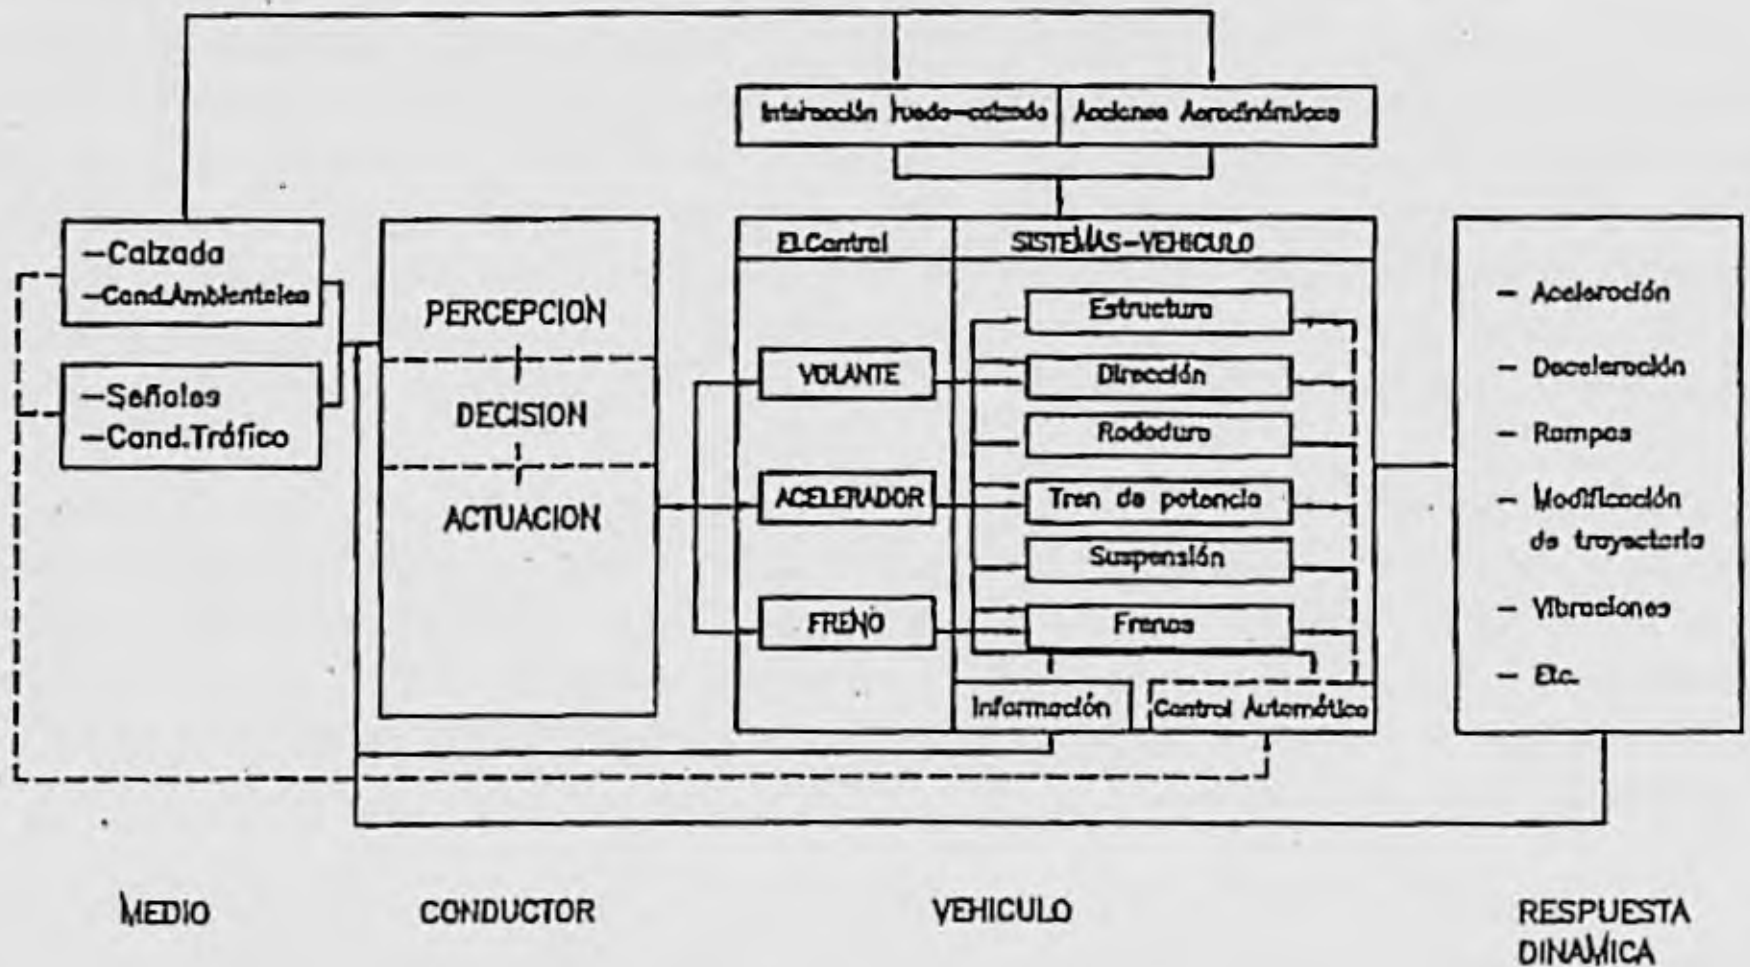 Interacción rueda-calzada
Acciones Aerodinámicas
-Calzada
-Cond.Ambientales
-Señales
-Cond.Tráfico
PERCEPCION
DECISION
ACTUACION
El.Control
SISTEMAS-VEHICULO
VOLANTE
ACELERADOR
FRENO
Estructura
Dirección
Rodadura
Tren de potencia
Suspensión
Frenos
Información
Control Automático
- Aceleración
- Deceleración
- Rampas
- Modificación
de trayectoria
- Vibraciones
- Etc.
MEDIO
CONDUCTOR
VEHICULO
RESPUESTA
DINAMICA